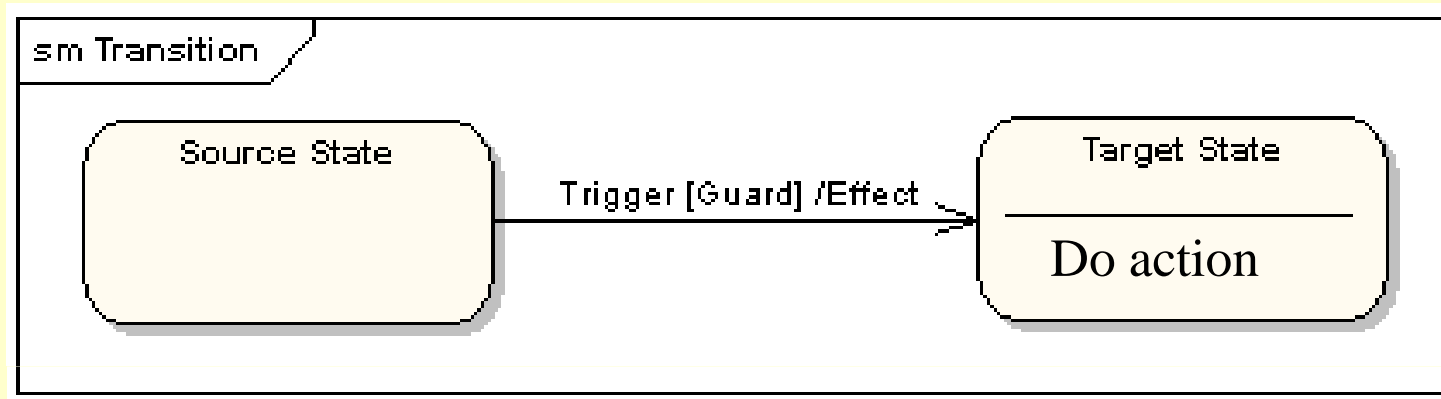 sm Transition
Source State
Trigger [Guard] /Effect
Target State
Do action